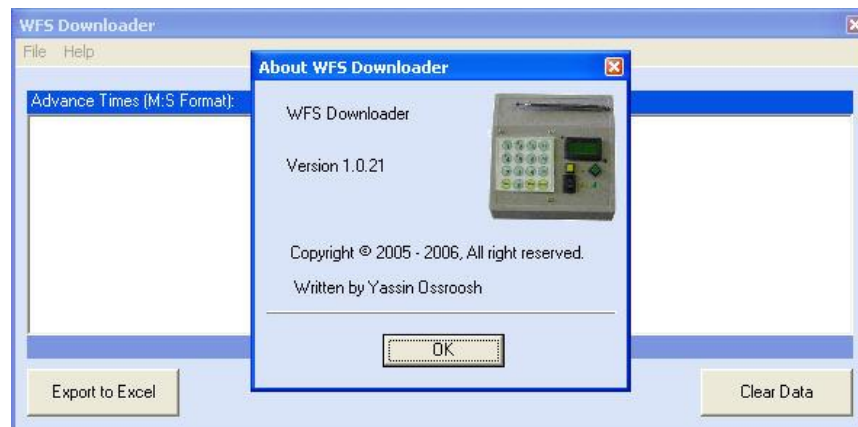 WFS Downloader
File Help
Advance Times (M:S Format):
About WFS Downloader
WFS Downloader
Version 1.0.21
Copyright © 2005 - 2006, All right reserved.
Written by Yassin Ossroosh
OK
Export to Excel
Clear Data